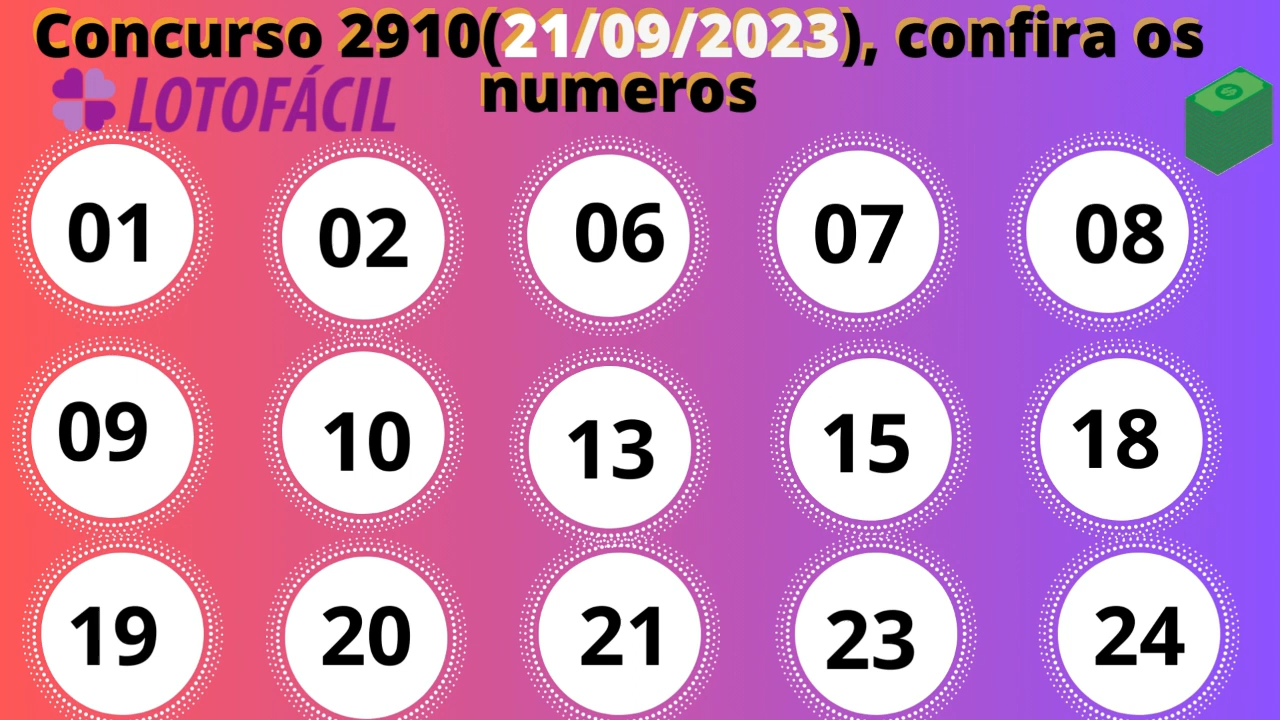 Concurso 2910(21/09/2023), confira os
numeros
LOTOFÁCIL
01 02 06 07 08
09 10 13 15 18
19 20 21 23 24